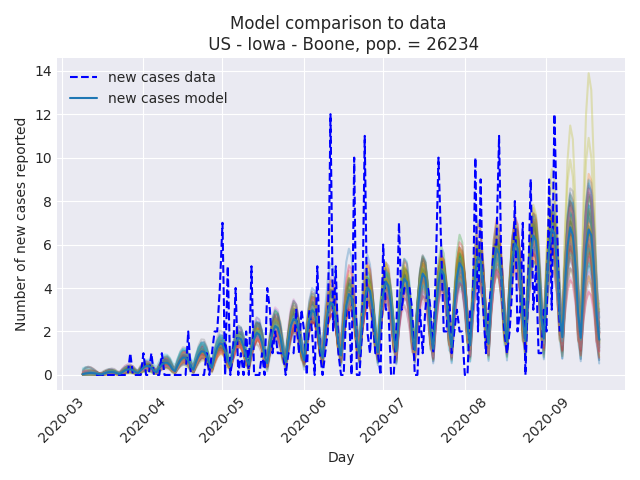 Model comparison to data
US - Iowa - Boone, pop. = 26234
new cases data
new cases model
Number of new cases reported
14
12
10
8
6
4
2
0
2020-03
2020-04
2020-05
2020-06
2020-07
2020-08
2020-09
Day